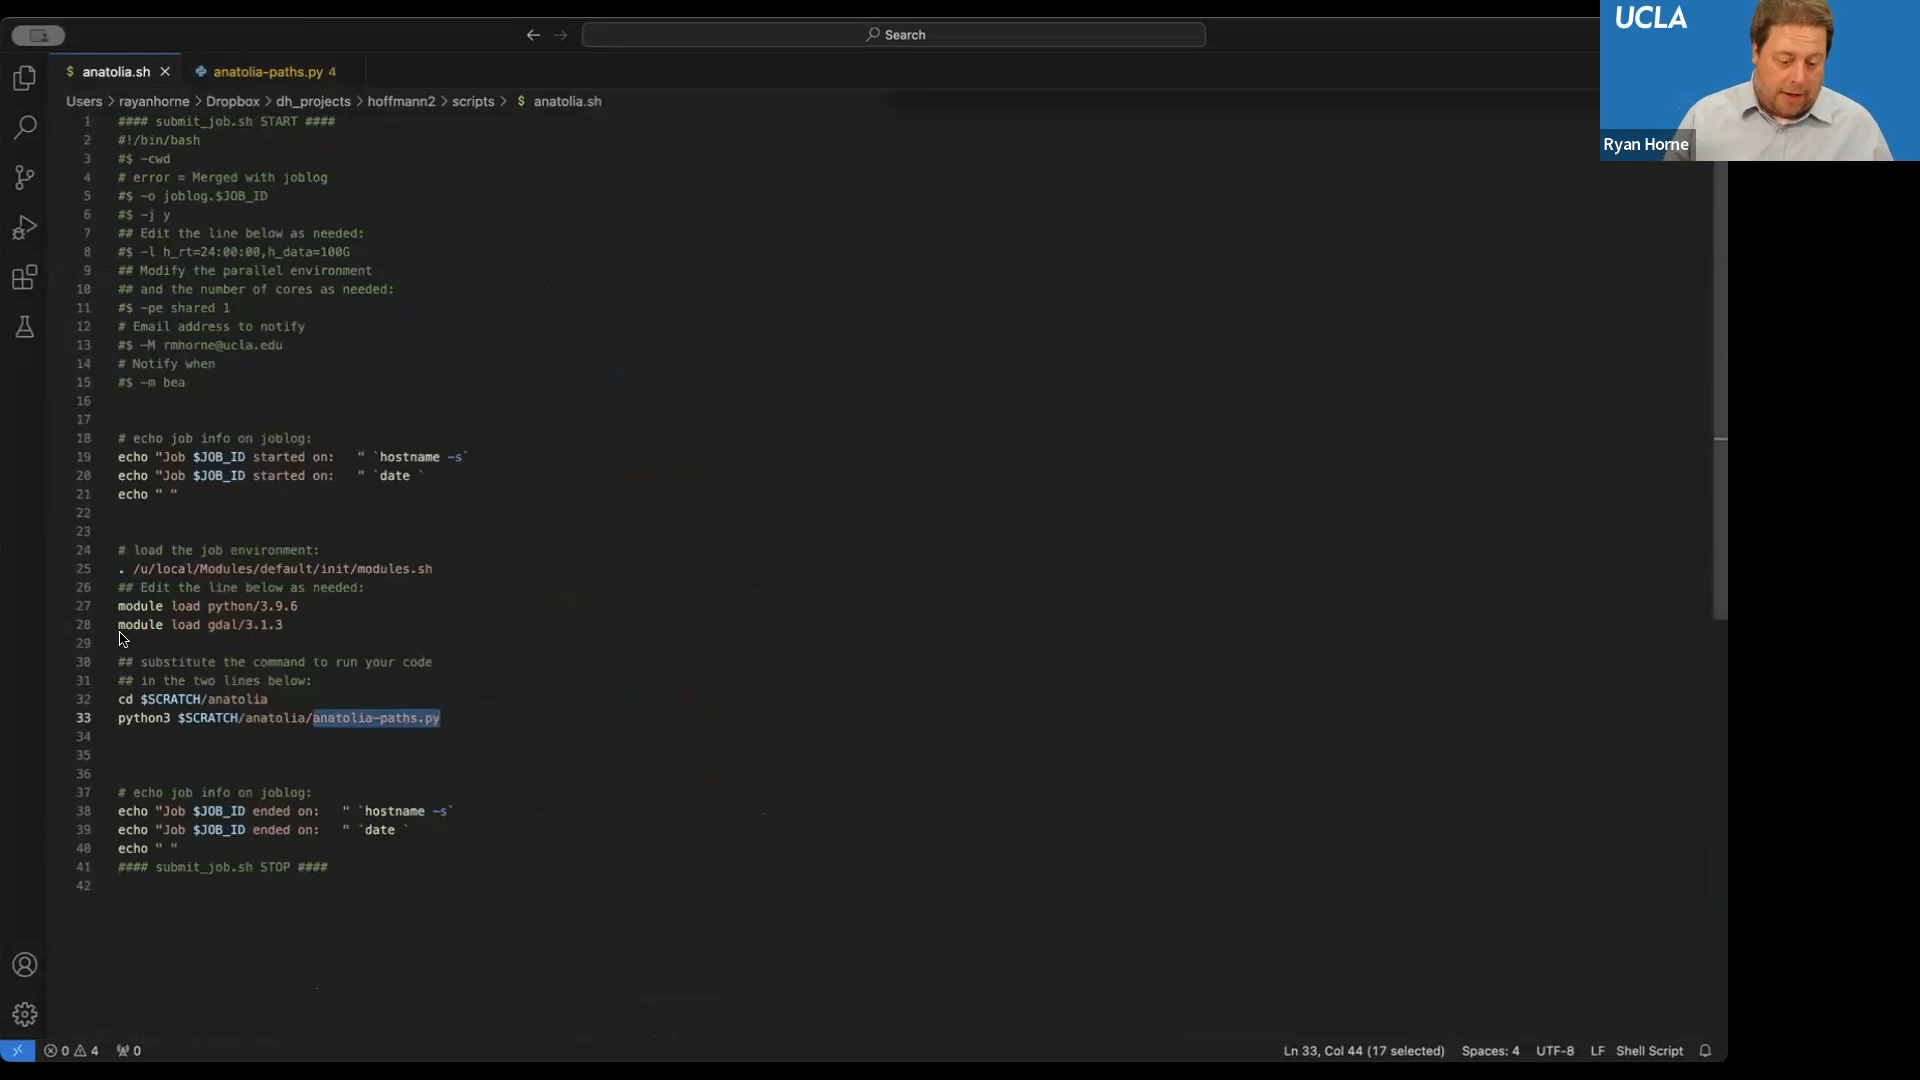 Search
UCLA
Ryan Horne
$ anatolia.sh
anatolia-paths.py 4
Users > rayanhorne > Dropbox > dh_projects > hoffmann2 > scripts > $ anatolia.sh
1 #### submit_job.sh START ####
2 #!/bin/bash
3 #$ -cwd
4 # error = Merged with joblog
5 #$ -o joblog.$JOB_ID
6 #$ -j y
7 ## Edit the line below as needed:
8 #$ -l h_rt=24:00:00,h_data=100G
9 ## Modify the parallel environment
10 ## and the number of cores as needed:
11 #$ -pe shared 1
12 # Email address to notify
13 #$ -M rmhorne@ucla.edu
14 # Notify when
15 #$ -m bea
16
17
18 # echo job info on joblog:
19 echo "Job $JOB_ID started on:   " `hostname -s`
20 echo "Job $JOB_ID started on:   " `date `
21 echo " "
22
23
24 # load the job environment:
25 . /u/local/Modules/default/init/modules.sh
26 ## Edit the line below as needed:
27 module load python/3.9.6
28 module load gdal/3.1.3
29
30 ## substitute the command to run your code
31 ## in the two lines below:
32 cd $SCRATCH/anatolia
33 python3 $SCRATCH/anatolia/anatolia-paths.py
34
35
36
37 # echo job info on joblog:
38 echo "Job $JOB_ID ended on:   " `hostname -s`
39 echo "Job $JOB_ID ended on:   " `date `
40 echo " "
41 #### submit_job.sh STOP ####
42
0 4 0
Ln 33, Col 44 (17 selected) Spaces: 4 UTF-8 LF Shell Script